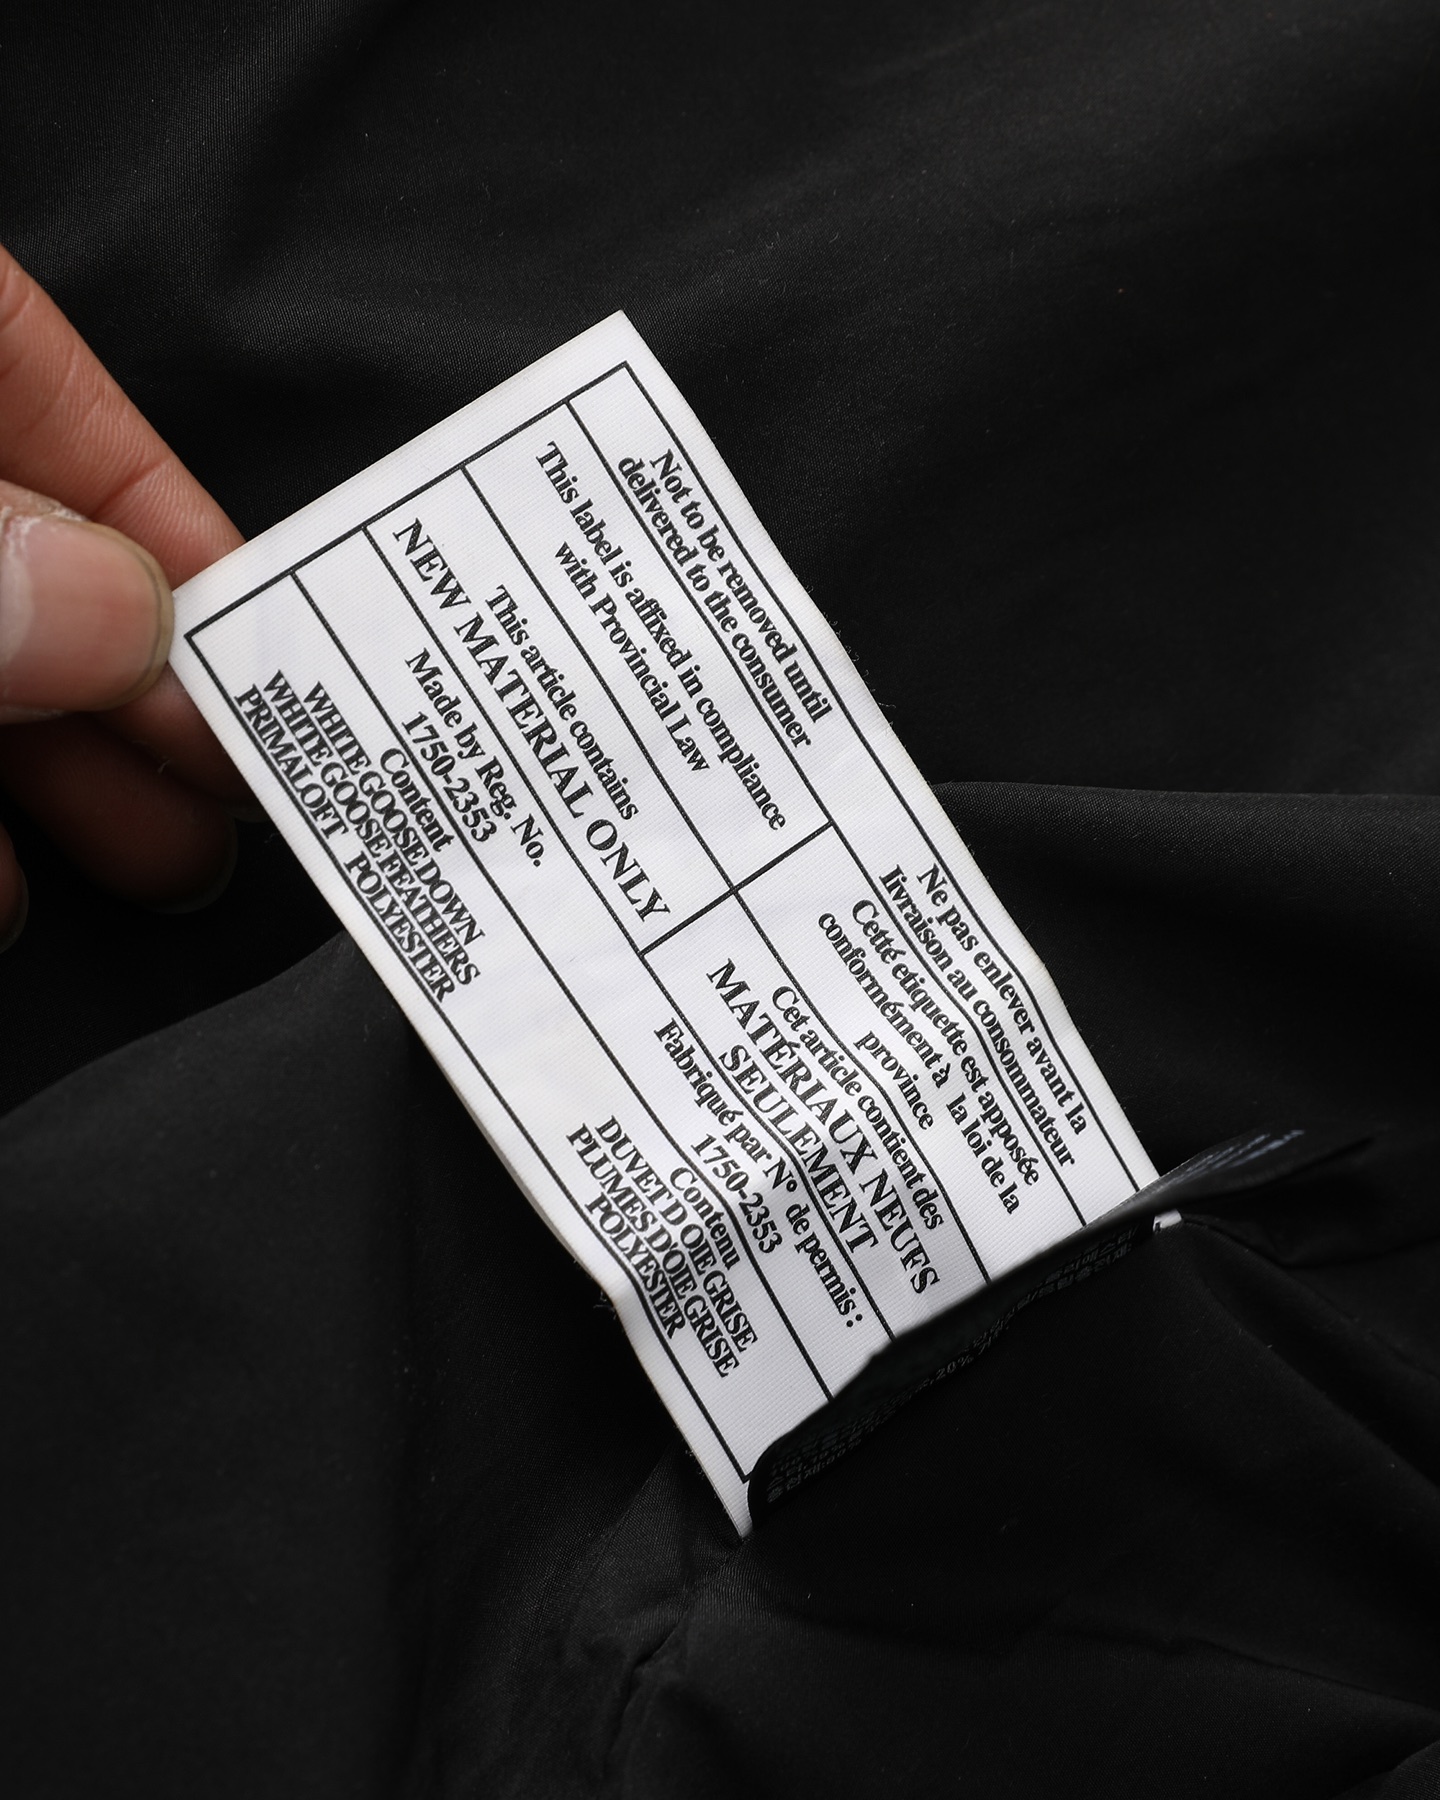 Not to be removed until
delivered to the consumer
This label is affixed in compliance
with Provincial Law
This article contains
NEW MATERIAL ONLY
Made by Reg. No.
1750-2353
Content
WHITE GOOSE DOWN
WHITE GOOSE FEATHERS
PRIMALOFT POLYESTER
Ne pas enlever avant la
livraison au consommateur
Cetté etiquette est apposée
conformément à la loi de la
province
Cet article contient des
MATÉRIAUX NEUFS
SEULEMENT
Fabriqué par N° de permis :
1750-2353
Contenu
DUVET D OIE GRISE
PLUMES D'OIE GRISE
POLYESTER